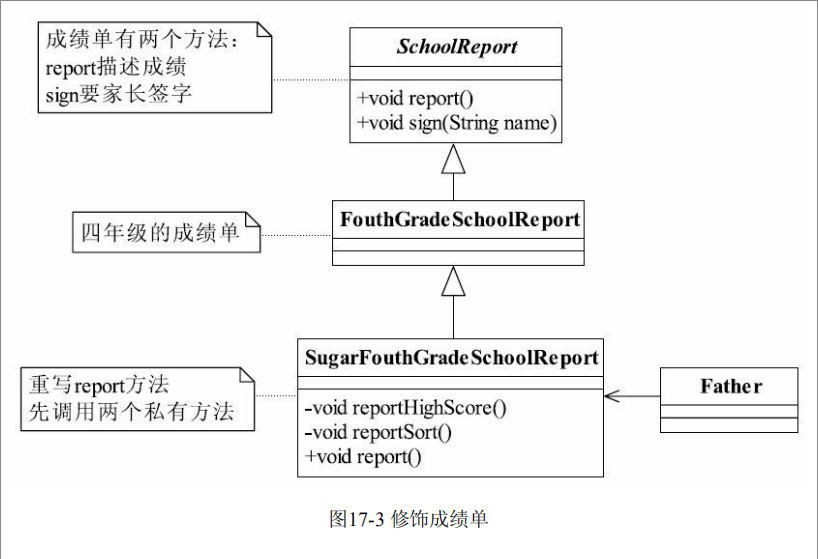 成绩单有两个方法：
report描述成绩
sign要家长签字
SchoolReport
+void report()
+void sign(String name)
四年级的成绩单
FouthGradeSchoolReport
重写report方法
先调用两个私有方法
SugarFouthGradeSchoolReport
-void reportHighScore()
-void reportSort()
+void report()
Father
图17-3 修饰成绩单